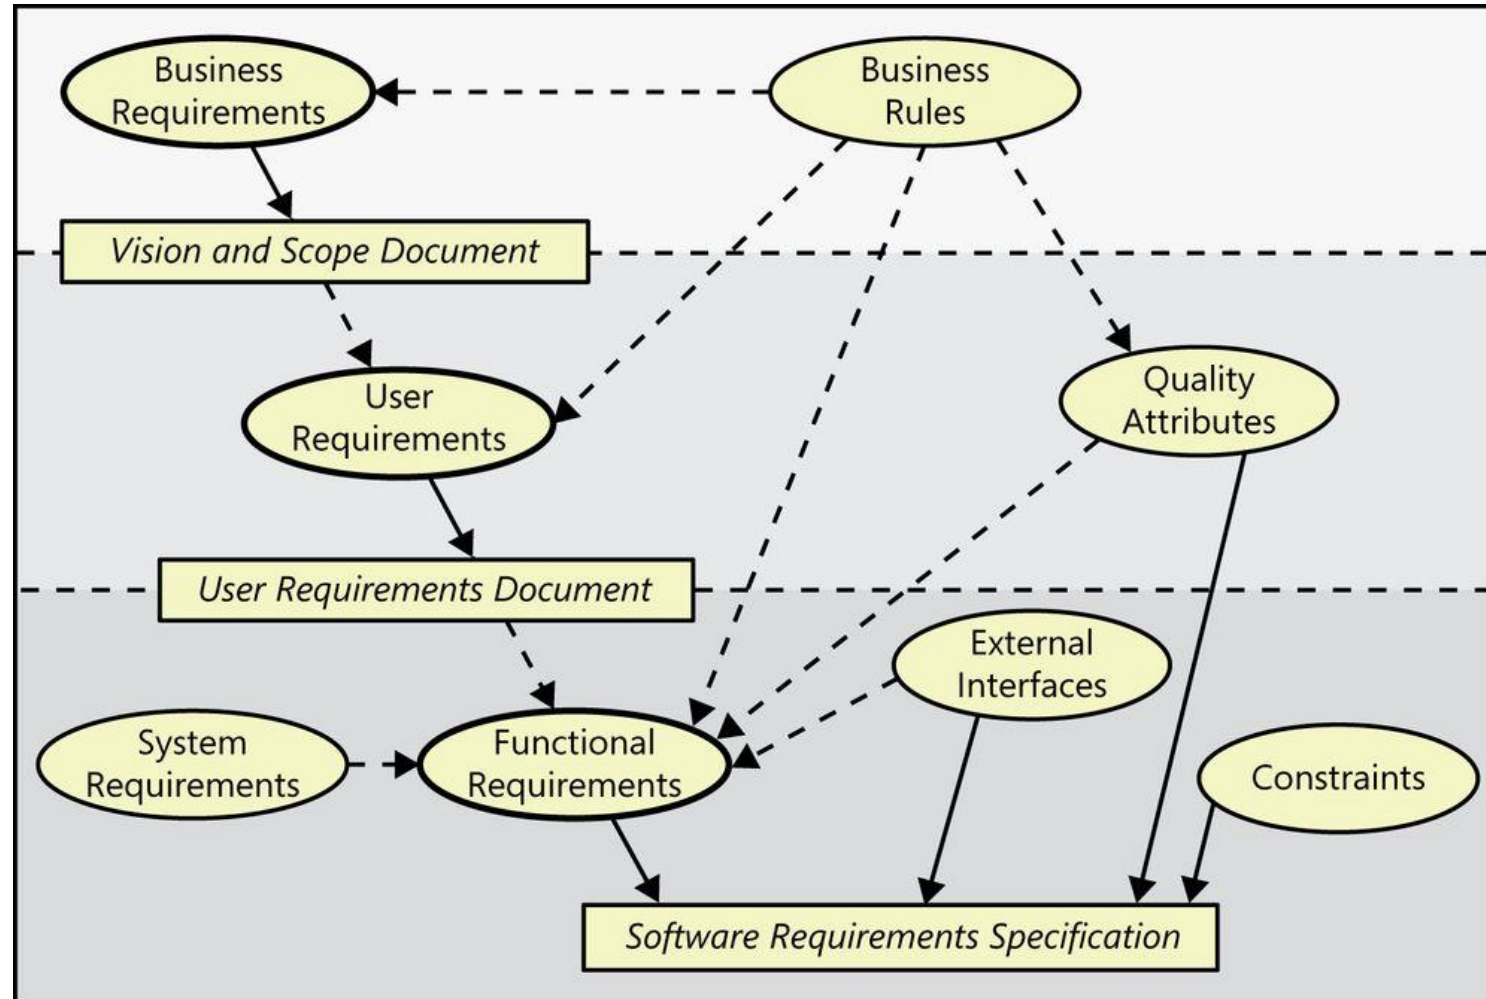 Business
Requirements
Business
Rules
Vision and Scope Document
User
Requirements
Quality
Attributes
User Requirements Document
External
Interfaces
System
Requirements
Functional
Requirements
Constraints
Software Requirements Specification